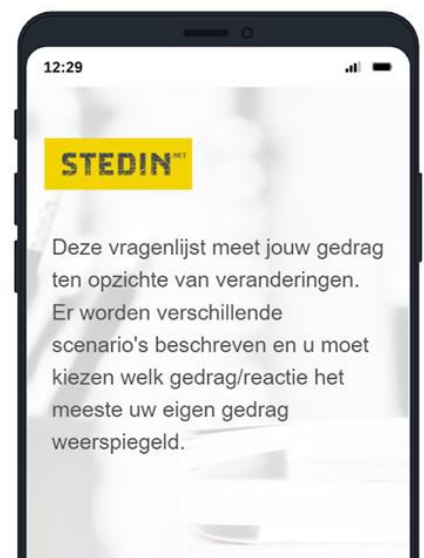 12:29
STEDIN.NET
Deze vragenlijst meet jouw gedrag
ten opzichte van veranderingen.
Er worden verschillende
scenario's beschreven en u moet
kiezen welk gedrag/reactie het
meeste uw eigen gedrag
weerspiegeld.